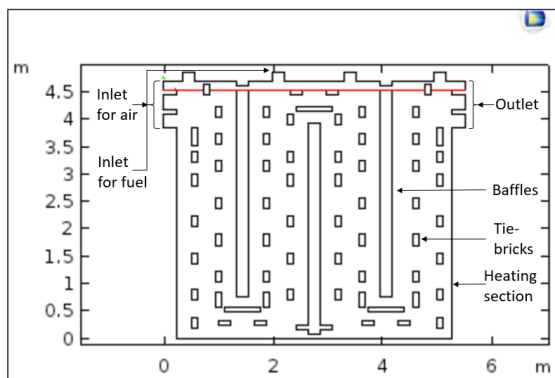 m
4.5
4
3.5
3
2.5
2
1.5
1
0.5
0
0
2
4
6
m
Inlet
for air
Inlet
for fuel
Outlet
Baffles
Tie-
bricks
Heating
section